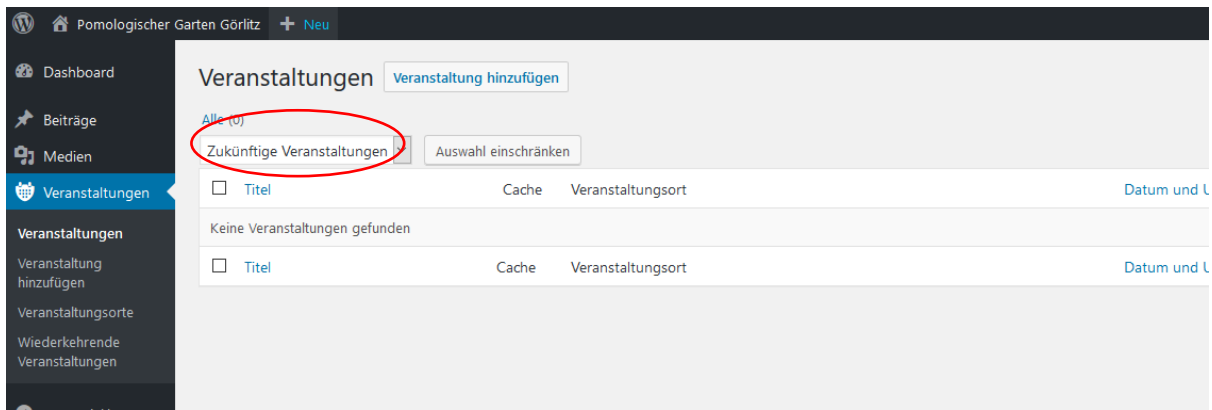 Pomologischer Garten Görlitz + Neu
Dashboard
Beiträge
Medien
Veranstaltungen
Veranstaltungen
Veranstaltung
hinzufügen
Veranstaltungsorte
Wiederkehrende
Veranstaltungen
Veranstaltungen Veranstaltung hinzufügen
Alle (0)
Zukünftige Veranstaltungen Auswahl einschränken
Titel Cache Veranstaltungsort Datum und U
Keine Veranstaltungen gefunden
Titel Cache Veranstaltungsort Datum und U